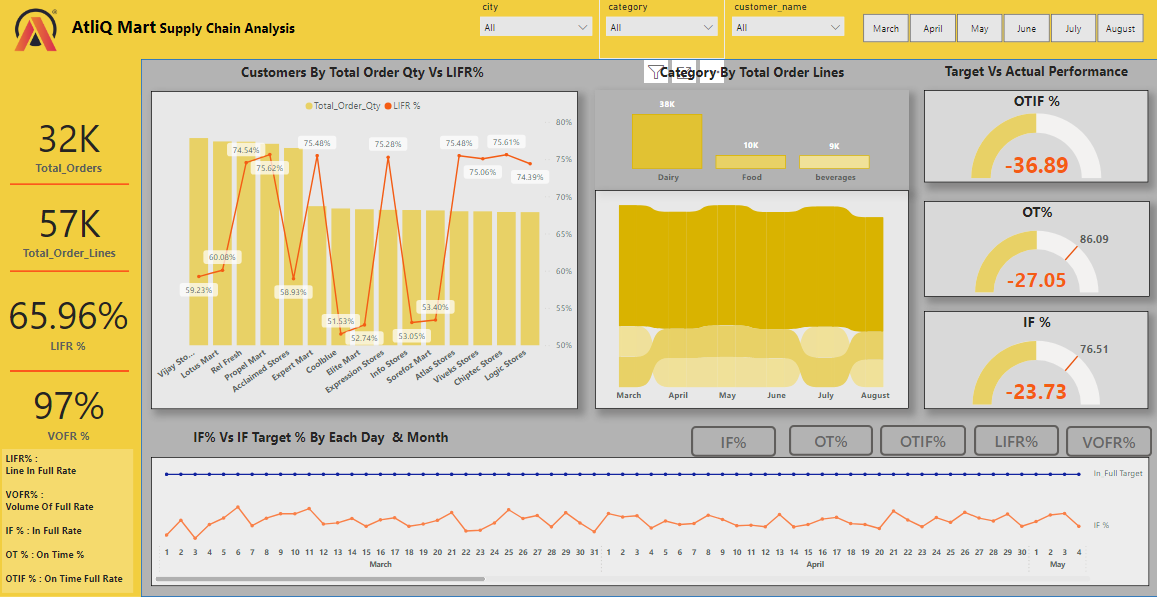 AtliQ Mart Supply Chain Analysis
city
All
category
All
customer_name
All
March
April
May
June
July
August
32K
Total_Orders
57K
Total_Order_Lines
65.96%
LIFR %
97%
VOFR %
LIFR% :
Line In Full Rate
VOFR% :
Volume Of Full Rate
IF % : In Full Rate
OT % : On Time %
OTIF % : On Time Full Rate
Customers By Total Order Qty Vs LIFR%
Total_Order_Qty LIFR %
80%
75%
70%
65%
60%
55%
50%
59.23%
60.08%
74.54%
75.62%
58.93%
75.48%
51.53%
52.74%
75.28%
53.05%
53.40%
75.48%
75.06%
75.61%
74.39%
Vijay Sto...
Lotus Mart
Rel Fresh
Propel Mart
Acclaimed Stores
Expert Mart
Coolblue
Elite Mart
Expression Stores
Info Stores
Sorefoz Mart
Atlas Stores
Viveks Stores
Chiptec Stores
Logic Stores
Category By Total Order Lines
38K
10K
9K
Dairy
Food
beverages
March April May June July August
Target Vs Actual Performance
OTIF %
-36.89
OT%
86.09
-27.05
IF %
76.51
-23.73
IF% Vs IF Target % By Each Day & Month
IF%
OT%
OTIF%
LIFR%
VOFR%
In_Full Target
IF %
1 2 3 4 5 6 7 8 9 10 11 12 13 14 15 16 17 18 19 20 21 22 23 24 25 26 27 28 29 30 31 1 2 3 4 5 6 7 8 9 10 11 12 13 14 15 16 17 18 19 20 21 22 23 24 25 26 27 28 29 30 1 2 3 4
March April May